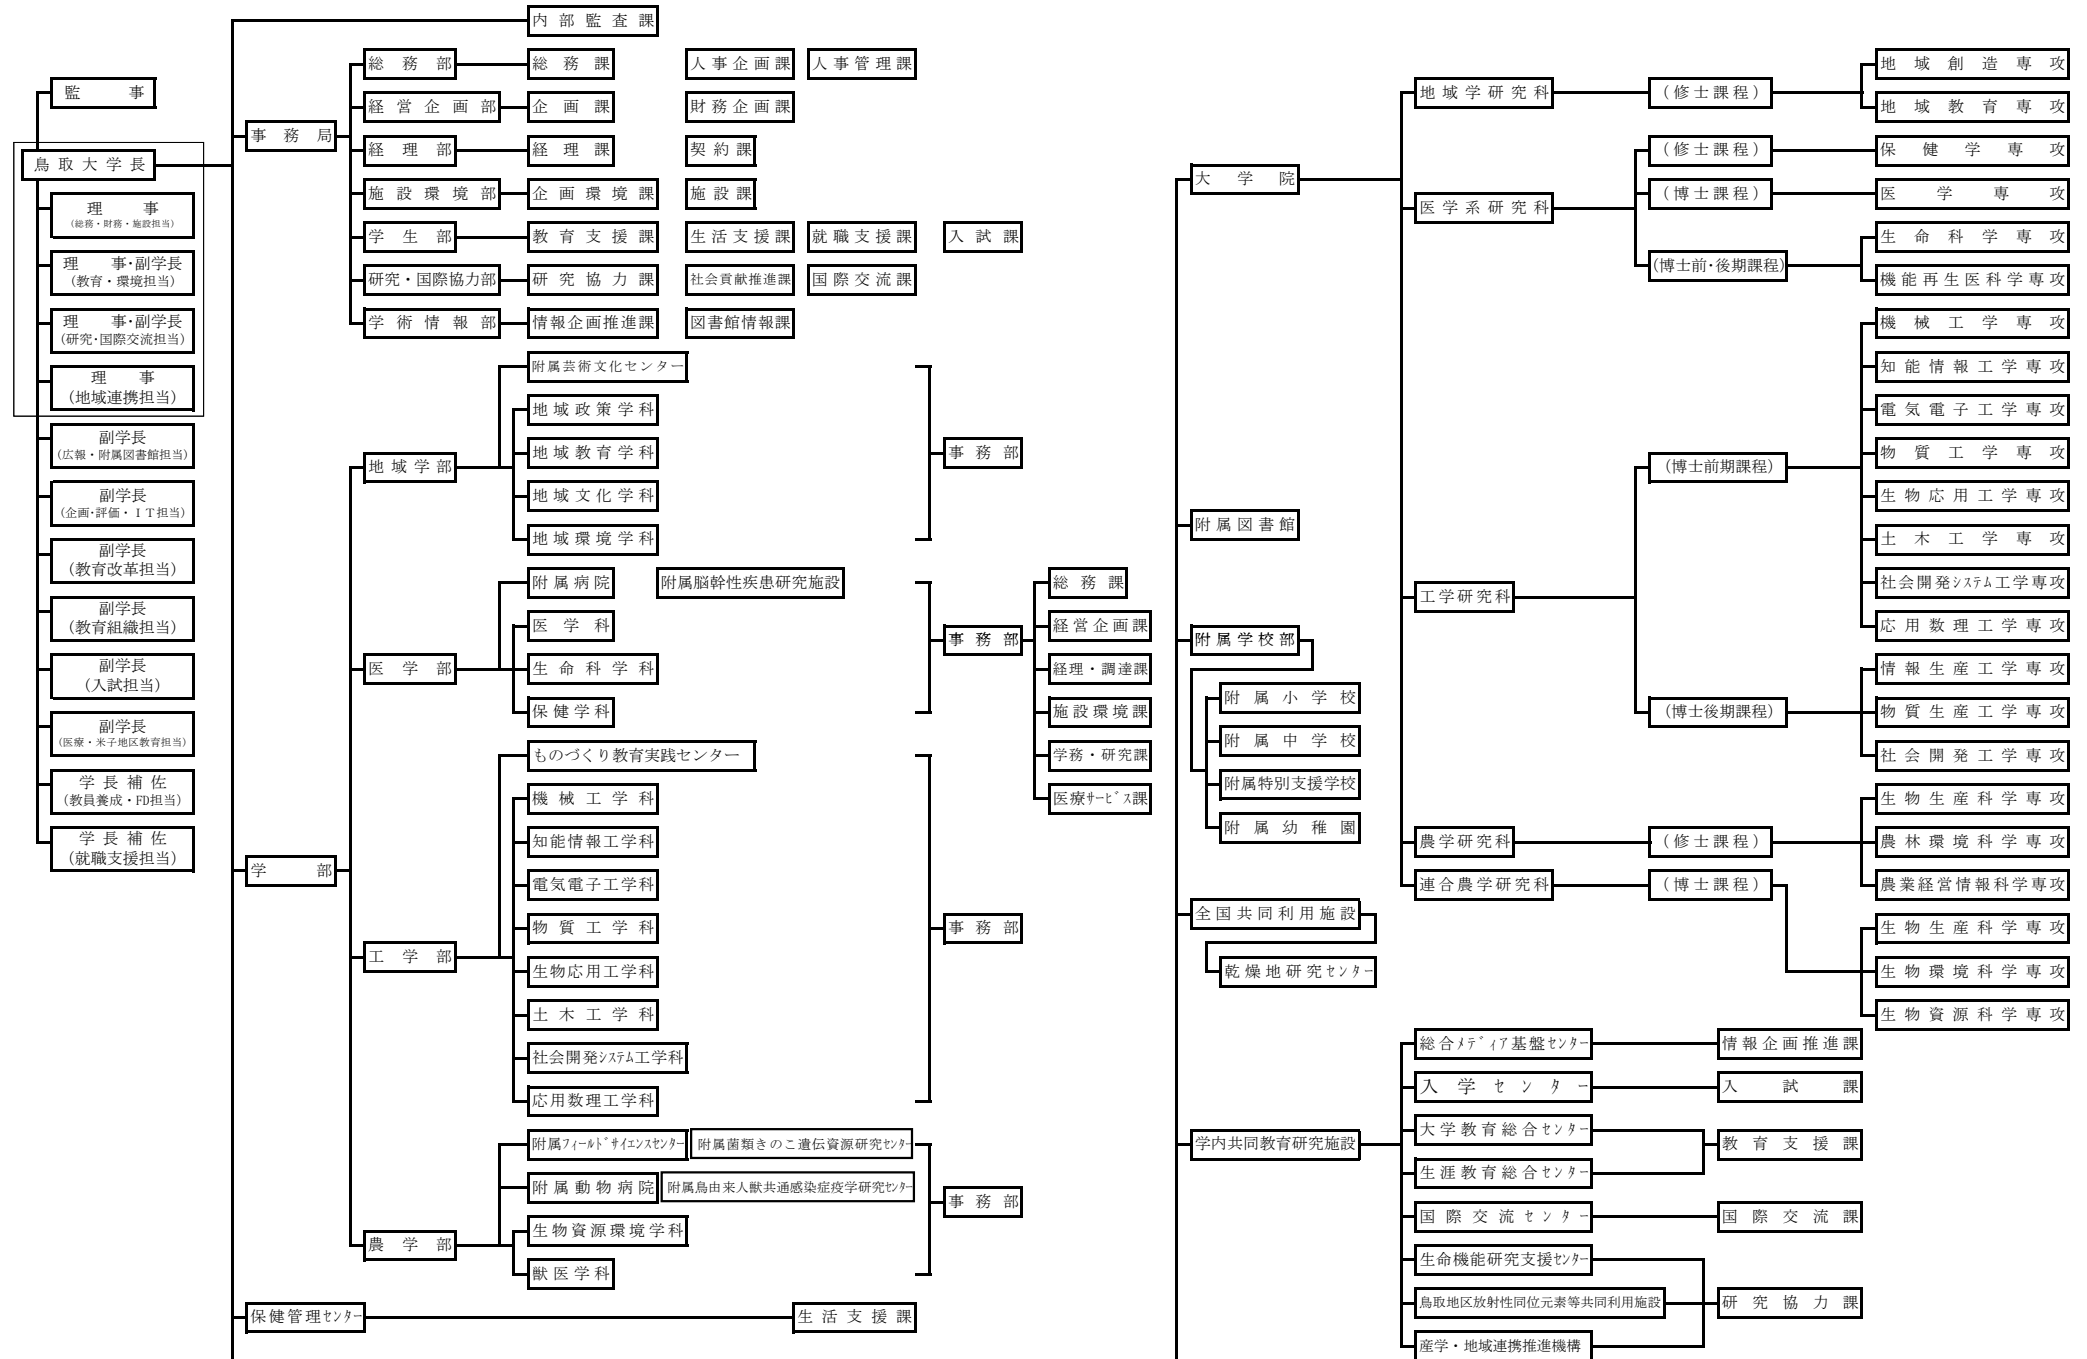 内部監査課
監事
鳥取大学長
理事
(総務・財務・施設担当)
理事・副学長
(教育・環境担当)
理事・副学長
(研究・国際交流担当)
理事
(地域連携担当)
副学長
(広報・附属図書館担当)
副学長
(企画・評価・ＩＴ担当)
副学長
(教育改革担当)
副学長
(教育組織担当)
副学長
(入試担当)
副学長
(医療・米子地区教育担当)
学長補佐
(教員養成・FD担当)
学長補佐
(就職支援担当)
事務局
総務部 総務課 人事企画課 人事管理課
経営企画部 企画課 財務企画課
経理部 経理課 契約課
施設環境部 企画環境課 施設課
学生部 教育支援課 生活支援課 就職支援課 入試課
研究・国際協力部 研究協力課 社会貢献推進課 国際交流課
学術情報部 情報企画推進課 図書館情報課
学部
地域学部
附属芸術文化センター
地域政策学科
地域教育学科
地域文化学科
地域環境学科
事務部
医学部
附属病院 附属脳幹性疾患研究施設
医学科
生命科学科
保健学科
事務部
総務課
経営企画課
経理・調達課
施設環境課
学務・研究課
医療ｻｰﾋﾞｽ課
工学部
ものづくり教育実践センター
機械工学科
知能情報工学科
電気電子工学科
物質工学科
生物応用工学科
土木工学科
社会開発ｼｽﾃﾑ工学科
応用数理工学科
事務部
農学部
附属ﾌｨｰﾙﾄﾞｻｲｴﾝｽｾﾝﾀｰ 附属菌類きのこ遺伝資源研究ｾﾝﾀｰ
附属動物病院 附属鳥由来人獣共通感染症疫学研究ｾﾝﾀｰ
生物資源環境学科
獣医学科
事務部
保健管理ｾﾝﾀｰ 生活支援課
大学院
地域学研究科 (修士課程)
地域創造専攻
地域教育専攻
医学系研究科
(修士課程) 保健学専攻
(博士課程) 医学専攻
(博士前・後期課程)
生命科学専攻
機能再生医科学専攻
工学研究科
(博士前期課程)
機械工学専攻
知能情報工学専攻
電気電子工学専攻
物質工学専攻
生物応用工学専攻
土木工学専攻
社会開発ｼｽﾃﾑ工学専攻
応用数理工学専攻
(博士後期課程)
情報生産工学専攻
物質生産工学専攻
社会開発工学専攻
農学研究科 (修士課程)
生物生産科学専攻
農林環境科学専攻
農業経営情報科学専攻
連合農学研究科 (博士課程)
生物生産科学専攻
生物環境科学専攻
生物資源科学専攻
附属図書館
附属学校部
附属小学校
附属中学校
附属特別支援学校
附属幼稚園
全国共同利用施設
乾燥地研究ｾﾝﾀｰ
学内共同教育研究施設
総合ﾒﾃﾞｨｱ基盤ｾﾝﾀｰ 情報企画推進課
入学ｾﾝﾀｰ 入試課
大学教育総合ｾﾝﾀｰ
生涯教育総合ｾﾝﾀｰ
教育支援課
国際交流ｾﾝﾀｰ 国際交流課
生命機能研究支援ｾﾝﾀｰ
鳥取地区放射性同位元素等共同利用施設
産学・地域連携推進機構
研究協力課